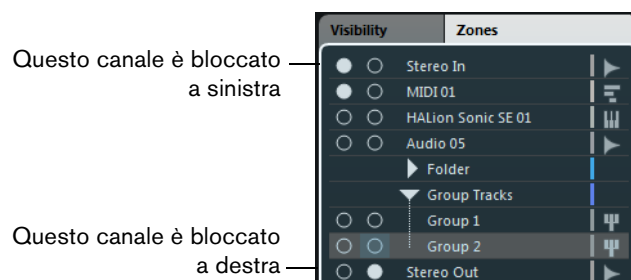 Visibility Zones
Questo canale è bloccato
a sinistra
Stereo In
MIDI 01
HALion Sonic SE 01
Audio 05
Folder
Group Tracks
Group 1
Group 2
Questo canale è bloccato
a destra
Stereo Out